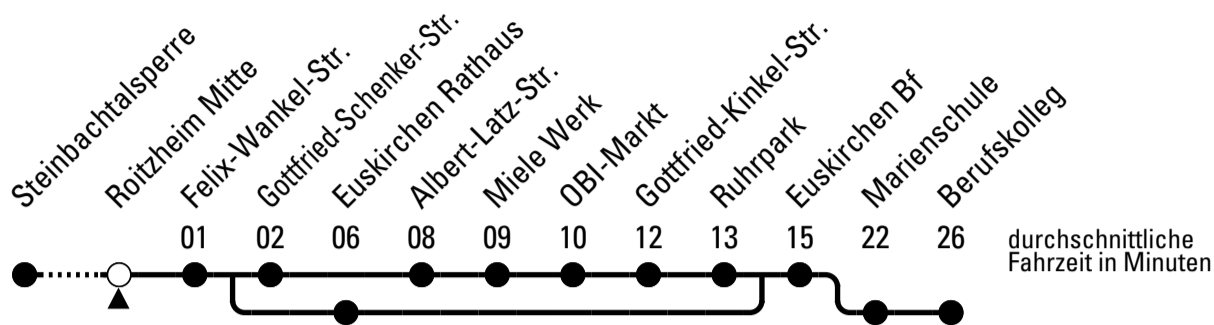 Steinbachtalsperre
Roitzheim Mitte
Felix-Wankel-Str.
Gottfried-Schenker-Str.
Euskirchen Rathaus
Albert-Latz-Str.
Miele Werk
OBI-Markt
Gottfried-Kinkel-Str.
Ruhrpark
Euskirchen Bf
Marienschule
Berufskolleg
01 02 06 08 09 10 12 13 15 22 26
durchschnittliche
Fahrzeit in Minuten